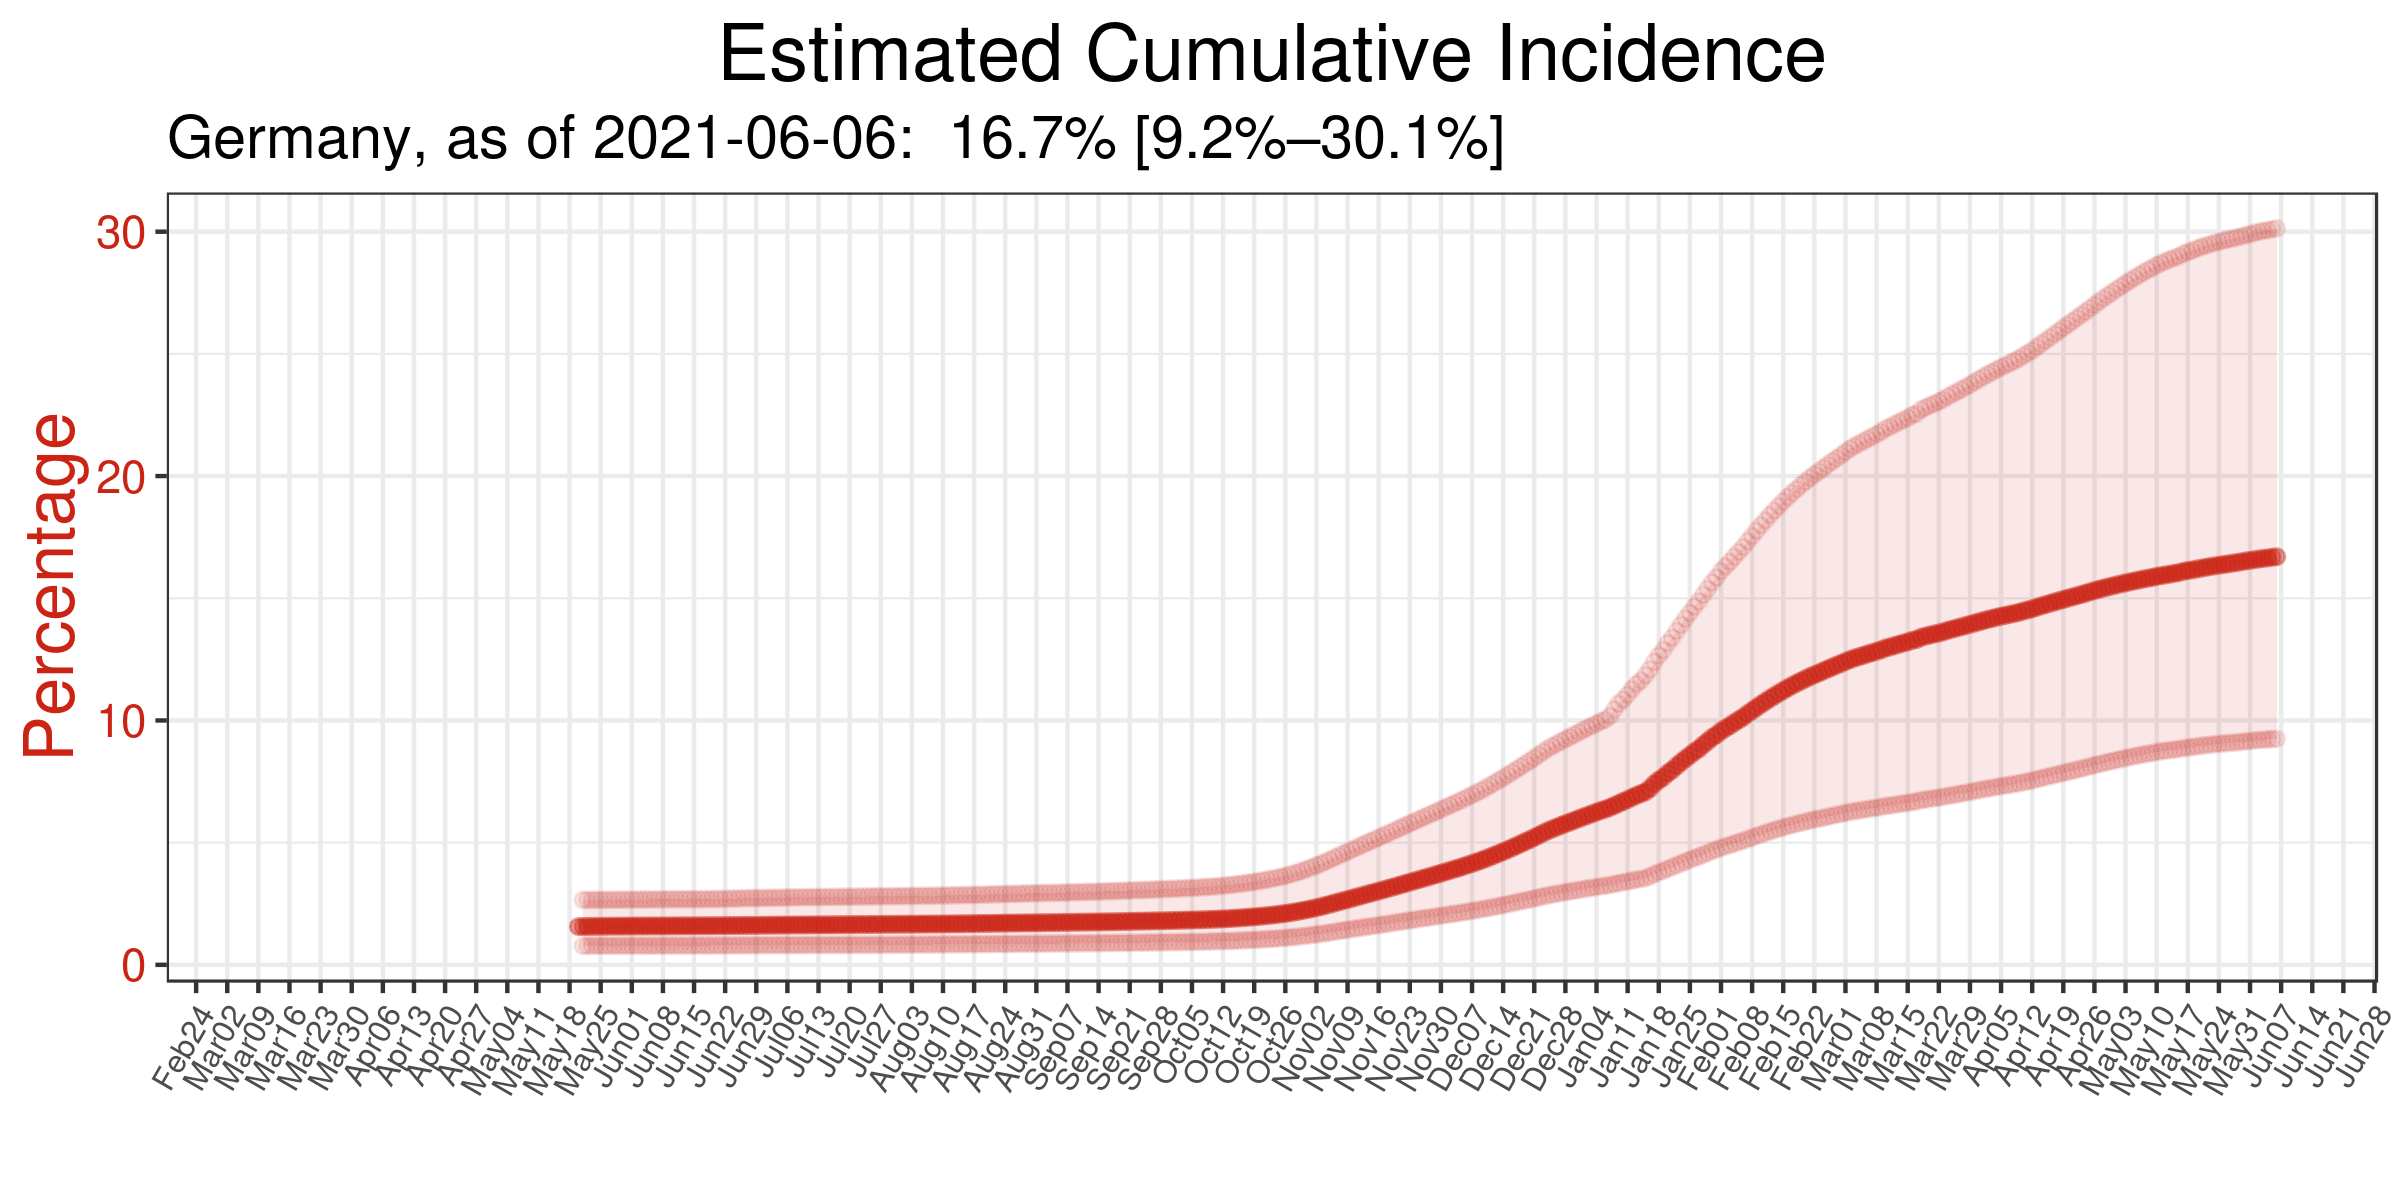 Estimated Cumulative Incidence
Germany, as of 2021-06-06:  16.7% [9.2%–30.1%]
Percentage
30
20
10
0
Feb24
Mar02
Mar09
Mar16
Mar23
Mar30
Apr06
Apr13
Apr20
Apr27
May04
May11
May18
May25
Jun01
Jun08
Jun15
Jun22
Jun29
Jul06
Jul13
Jul20
Jul27
Aug03
Aug10
Aug17
Aug24
Aug31
Sep07
Sep14
Sep21
Sep28
Oct05
Oct12
Oct19
Oct26
Nov02
Nov09
Nov16
Nov23
Nov30
Dec07
Dec14
Dec21
Dec28
Jan04
Jan11
Jan18
Jan25
Feb01
Feb08
Feb15
Feb22
Mar01
Mar08
Mar15
Mar22
Mar29
Apr05
Apr12
Apr19
Apr26
May03
May10
May17
May24
May31
Jun07
Jun14
Jun21
Jun28